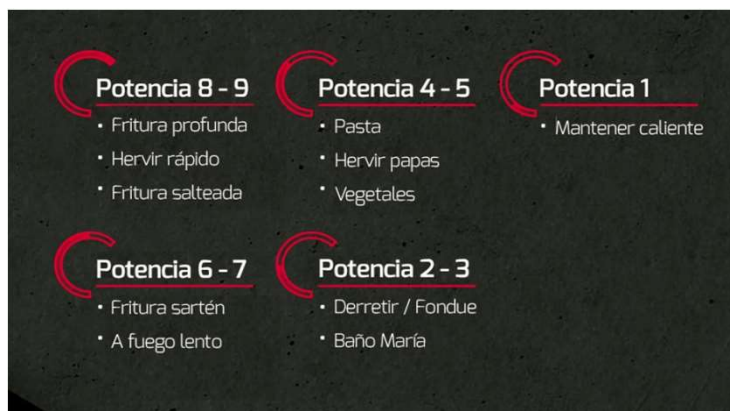 Potencia 8 - 9
• Fritura profunda
• Hervir rápido
• Fritura salteada
Potencia 4 - 5
• Pasta
• Hervir papas
• Vegetales
Potencia 1
• Mantener caliente
Potencia 6 - 7
• Fritura sartén
• A fuego lento
Potencia 2 - 3
• Derretir / Fondue
• Baño María